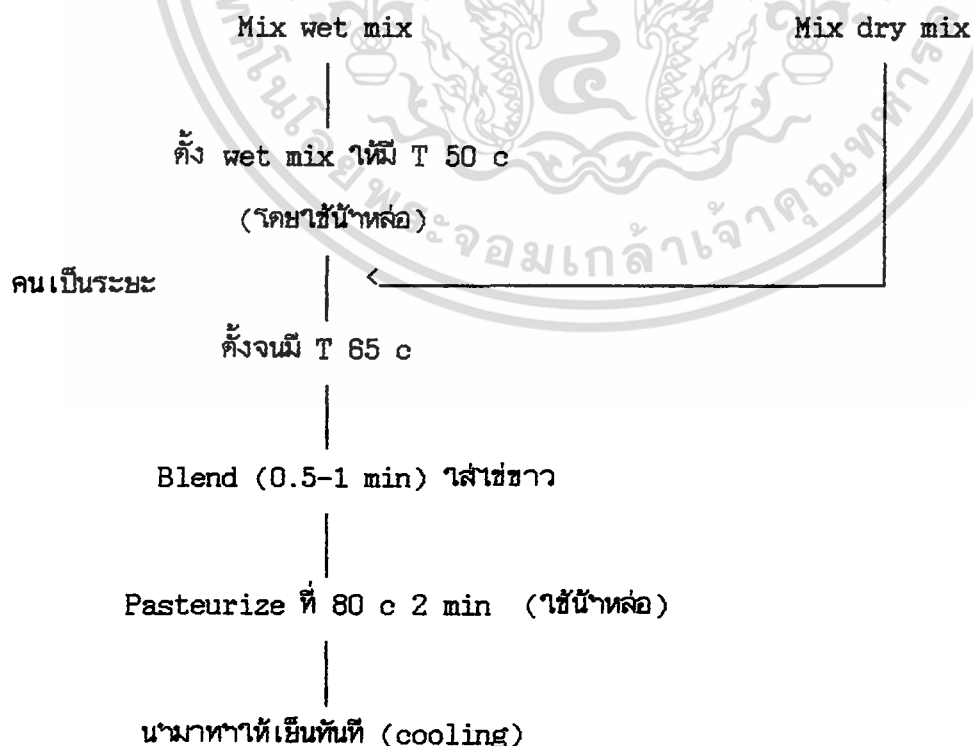 Mix wet mix
Mix dry mix
ตั้ง wet mix ให้มี T 50 c
(โดยใช้น้ำหล่อ)
คนเป็นระยะ
ตั้งจนมี T 65 c
Blend (0.5-1 min) ใส่ไข่ขาว
Pasteurize ที่ 80 c 2 min (ใช้น้ำหล่อ)
นำมาทำให้เย็นทันที (cooling)